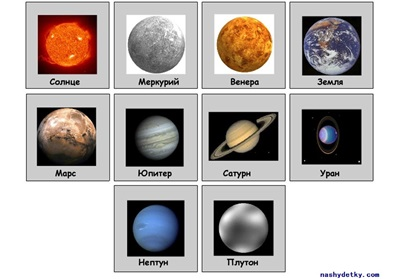 Солнце
Меркурий
Венера
Земля
Марс
Юпитер
Сатурн
Уран
Нептун
Плутон
nashydetky.com